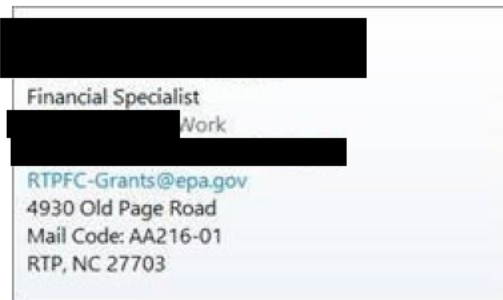 Financial Specialist
Work
RTPFC-Grants@epa.gov
4930 Old Page Road
Mail Code: AA216-01
RTP, NC 27703